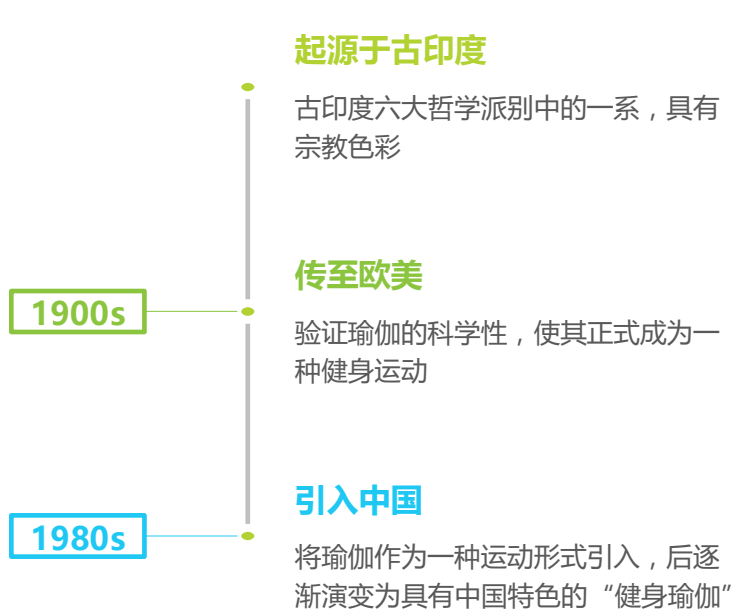 起源于古印度
古印度六大哲学派别中的一系，具有
宗教色彩
传至欧美
1900s
验证瑜伽的科学性，使其正式成为一
种健身运动
引入中国
1980s
将瑜伽作为一种运动形式引入，后逐
渐演变为具有中国特色的“健身瑜伽”